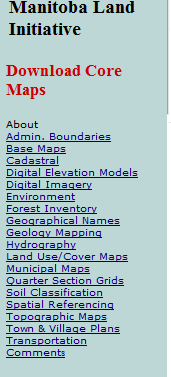 Manitoba Land
Initiative
Download Core
Maps
About
Admin. Boundaries
Base Maps
Cadastral
Digital Elevation Models
Digital Imagery
Environment
Forest Inventory
Geographical Names
Geology Mapping
Hydrography
Land Use/Cover Maps
Municipal Maps
Quarter Section Grids
Soil Classification
Spatial Referencing
Topographic Maps
Town & Village Plans
Transportation
Comments